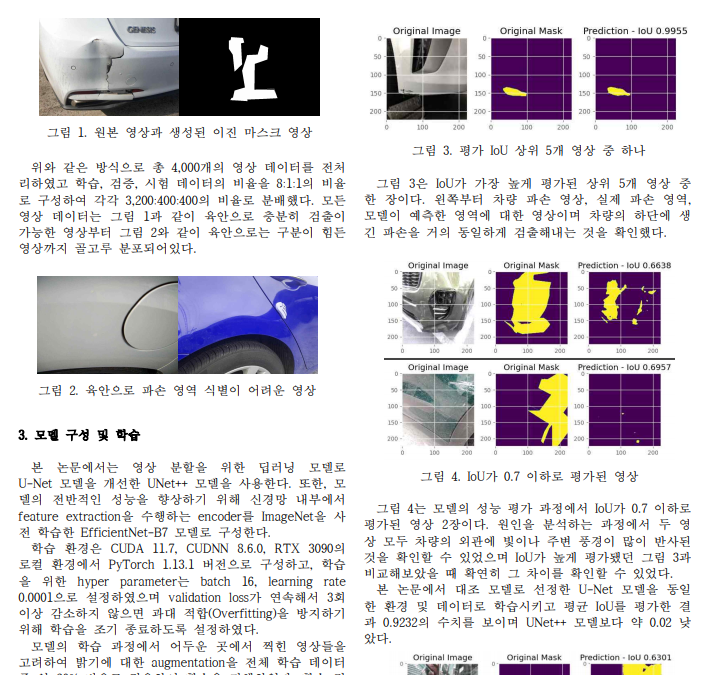 GENESIS
그림 1. 원본 영상과 생성된 이진 마스크 영상
위와 같은 방식으로 총 4,000개의 영상 데이터를 전처
리하였고 학습, 검증, 시험 데이터의 비율을 8:1:1의 비율
로 구성하여 각각 3,200:400:400의 비율로 분배했다. 모든
영상 데이터는 그림 1과 같이 육안으로 충분히 검출이
가능한 영상부터 그림 2와 같이 육안으로는 구분이 힘든
영상까지 골고루 분포되어있다.
그림 2. 육안으로 파손 영역 식별이 어려운 영상
3. 모델 구성 및 학습
본 논문에서는 영상 분할을 위한 딥러닝 모델로
U-Net 모델을 개선한 UNet++ 모델을 사용한다. 또한, 모
델의 전반적인 성능을 향상하기 위해 신경망 내부에서
feature extraction을 수행하는 encoder를 ImageNet을 사
전 학습한 EfficientNet-B7 모델로 구성한다.
학습 환경은 CUDA 11.7, CUDNN 8.6.0, RTX 3090의
로컬 환경에서 PyTorch 1.13.1 버전으로 구성하고, 학습
을 위한 hyper parameter는 batch 16, learning rate
0.0001으로 설정하였으며 validation loss가 연속해서 3회
이상 감소하지 않으면 과대 적합(Overfitting)을 방지하기
위해 학습을 조기 종료하도록 설정하였다.
모델의 학습 과정에서 어두운 곳에서 찍힌 영상들을
고려하여 밝기에 대한 augmentation을 전체 학습 데이터
Original Image Original Mask Prediction - IoU 0.9955
0
50
100
150
200
0 100 200 0 100 200 0 100 200
그림 3. 평가 IoU 상위 5개 영상 중 하나
그림 3은 IoU가 가장 높게 평가된 상위 5개 영상 중
한 장이다. 왼쪽부터 차량 파손 영상, 실제 파손 영역,
모델이 예측한 영역에 대한 영상이며 차량의 하단에 생
긴 파손을 거의 동일하게 검출해내는 것을 확인했다.
Original Image Original Mask Prediction - IoU 0.6638
0
50
100
150
200
0 100 200 0 100 200 0 100 200
Original Image Original Mask Prediction - IoU 0.6957
0
50
100
150
200
0 100 200 0 100 200 0 100 200
그림 4. IoU가 0.7 이하로 평가된 영상
그림 4는 모델의 성능 평가 과정에서 IoU가 0.7 이하로
평가된 영상 2장이다. 원인을 분석하는 과정에서 두 영
상 모두 차량의 외관에 빛이나 주변 풍경이 많이 반사된
것을 확인할 수 있었으며 IoU가 높게 평가됐던 그림 3과
비교해보았을 때 확연히 그 차이를 확인할 수 있었다.
본 논문에서 대조 모델로 선정한 U-Net 모델을 동일
한 환경 및 데이터로 학습시키고 평균 IoU를 평가한 결
과 0.9232의 수치를 보이며 UNet++ 모델보다 약 0.02 낮
았다.
Original Image Original Mask Prediction - IoU 0.6301
0